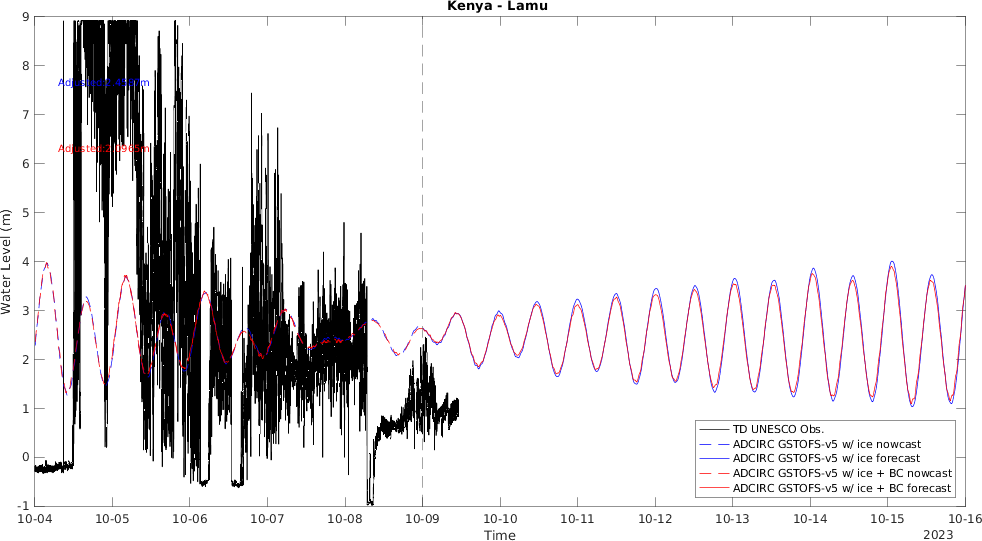 Kenya - Lamu
9
8
7
6
5
4
3
2
1
0
-1
Water Level (m)
Adjusted
Adjusted
TD UNESCO Obs.
ADCIRC GSTOFS-v5 w/ ice nowcast
ADCIRC GSTOFS-v5 w/ ice forecast
ADCIRC GSTOFS-v5 w/ ice + BC nowcast
ADCIRC GSTOFS-v5 w/ ice + BC forecast
10-04 10-05 10-06 10-07 10-08 10-09 10-10 10-11 10-12 10-13 10-14 10-15 10-16
Time
2023